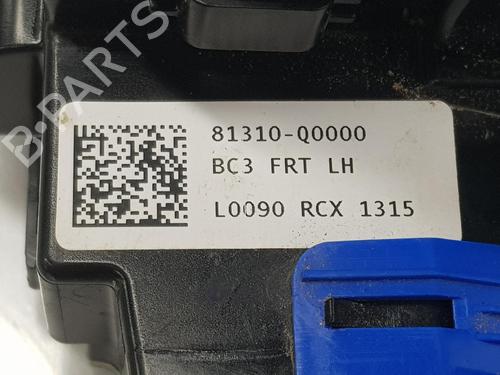 B-PARTS
81310-Q0000
BC3 FRT LH
L0090 RCX 1315